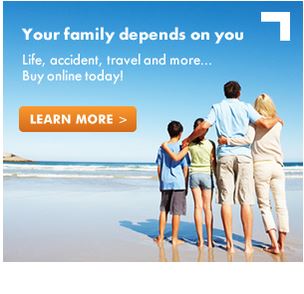 Your family depends on you
Life, accident, travel and more...
Buy online today!
LEARN MORE >